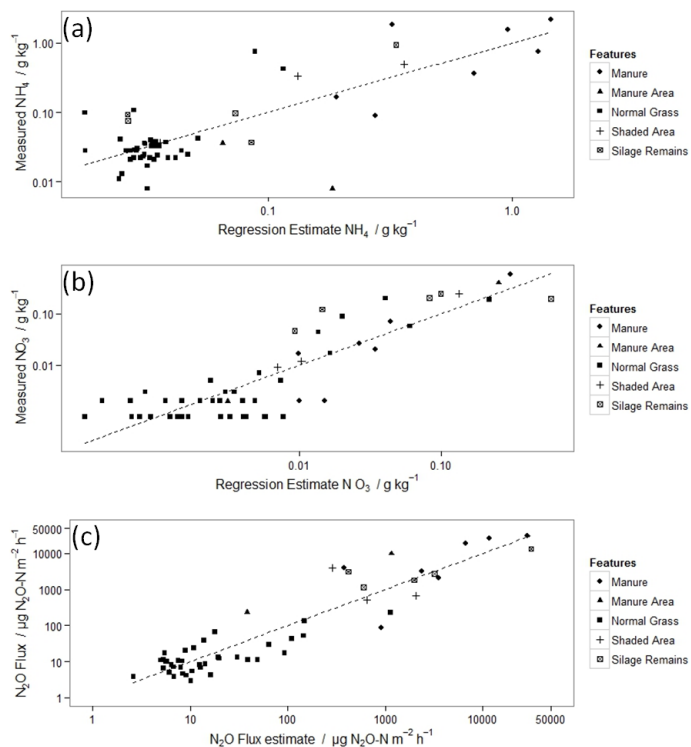 (a)
Measured NH4 / g kg−1
1.00
0.10
0.01
0.1
1.0
Regression Estimate NH4 / g kg−1
Features
Manure
Manure Area
Normal Grass
Shaded Area
Silage Remains
(b)
Measured NO3 / g kg−1
0.10
0.01
0.01
0.10
Regression Estimate N O3 / g kg−1
Features
Manure
Manure Area
Normal Grass
Shaded Area
Silage Remains
(c)
N2O Flux / µg N2O-N m−2 h−1
50000
10000
1000
100
10
1
1
10
100
1000
10000
50000
N2O Flux estimate / µg N2O-N m−2 h−1
Features
Manure
Manure Area
Normal Grass
Shaded Area
Silage Remains